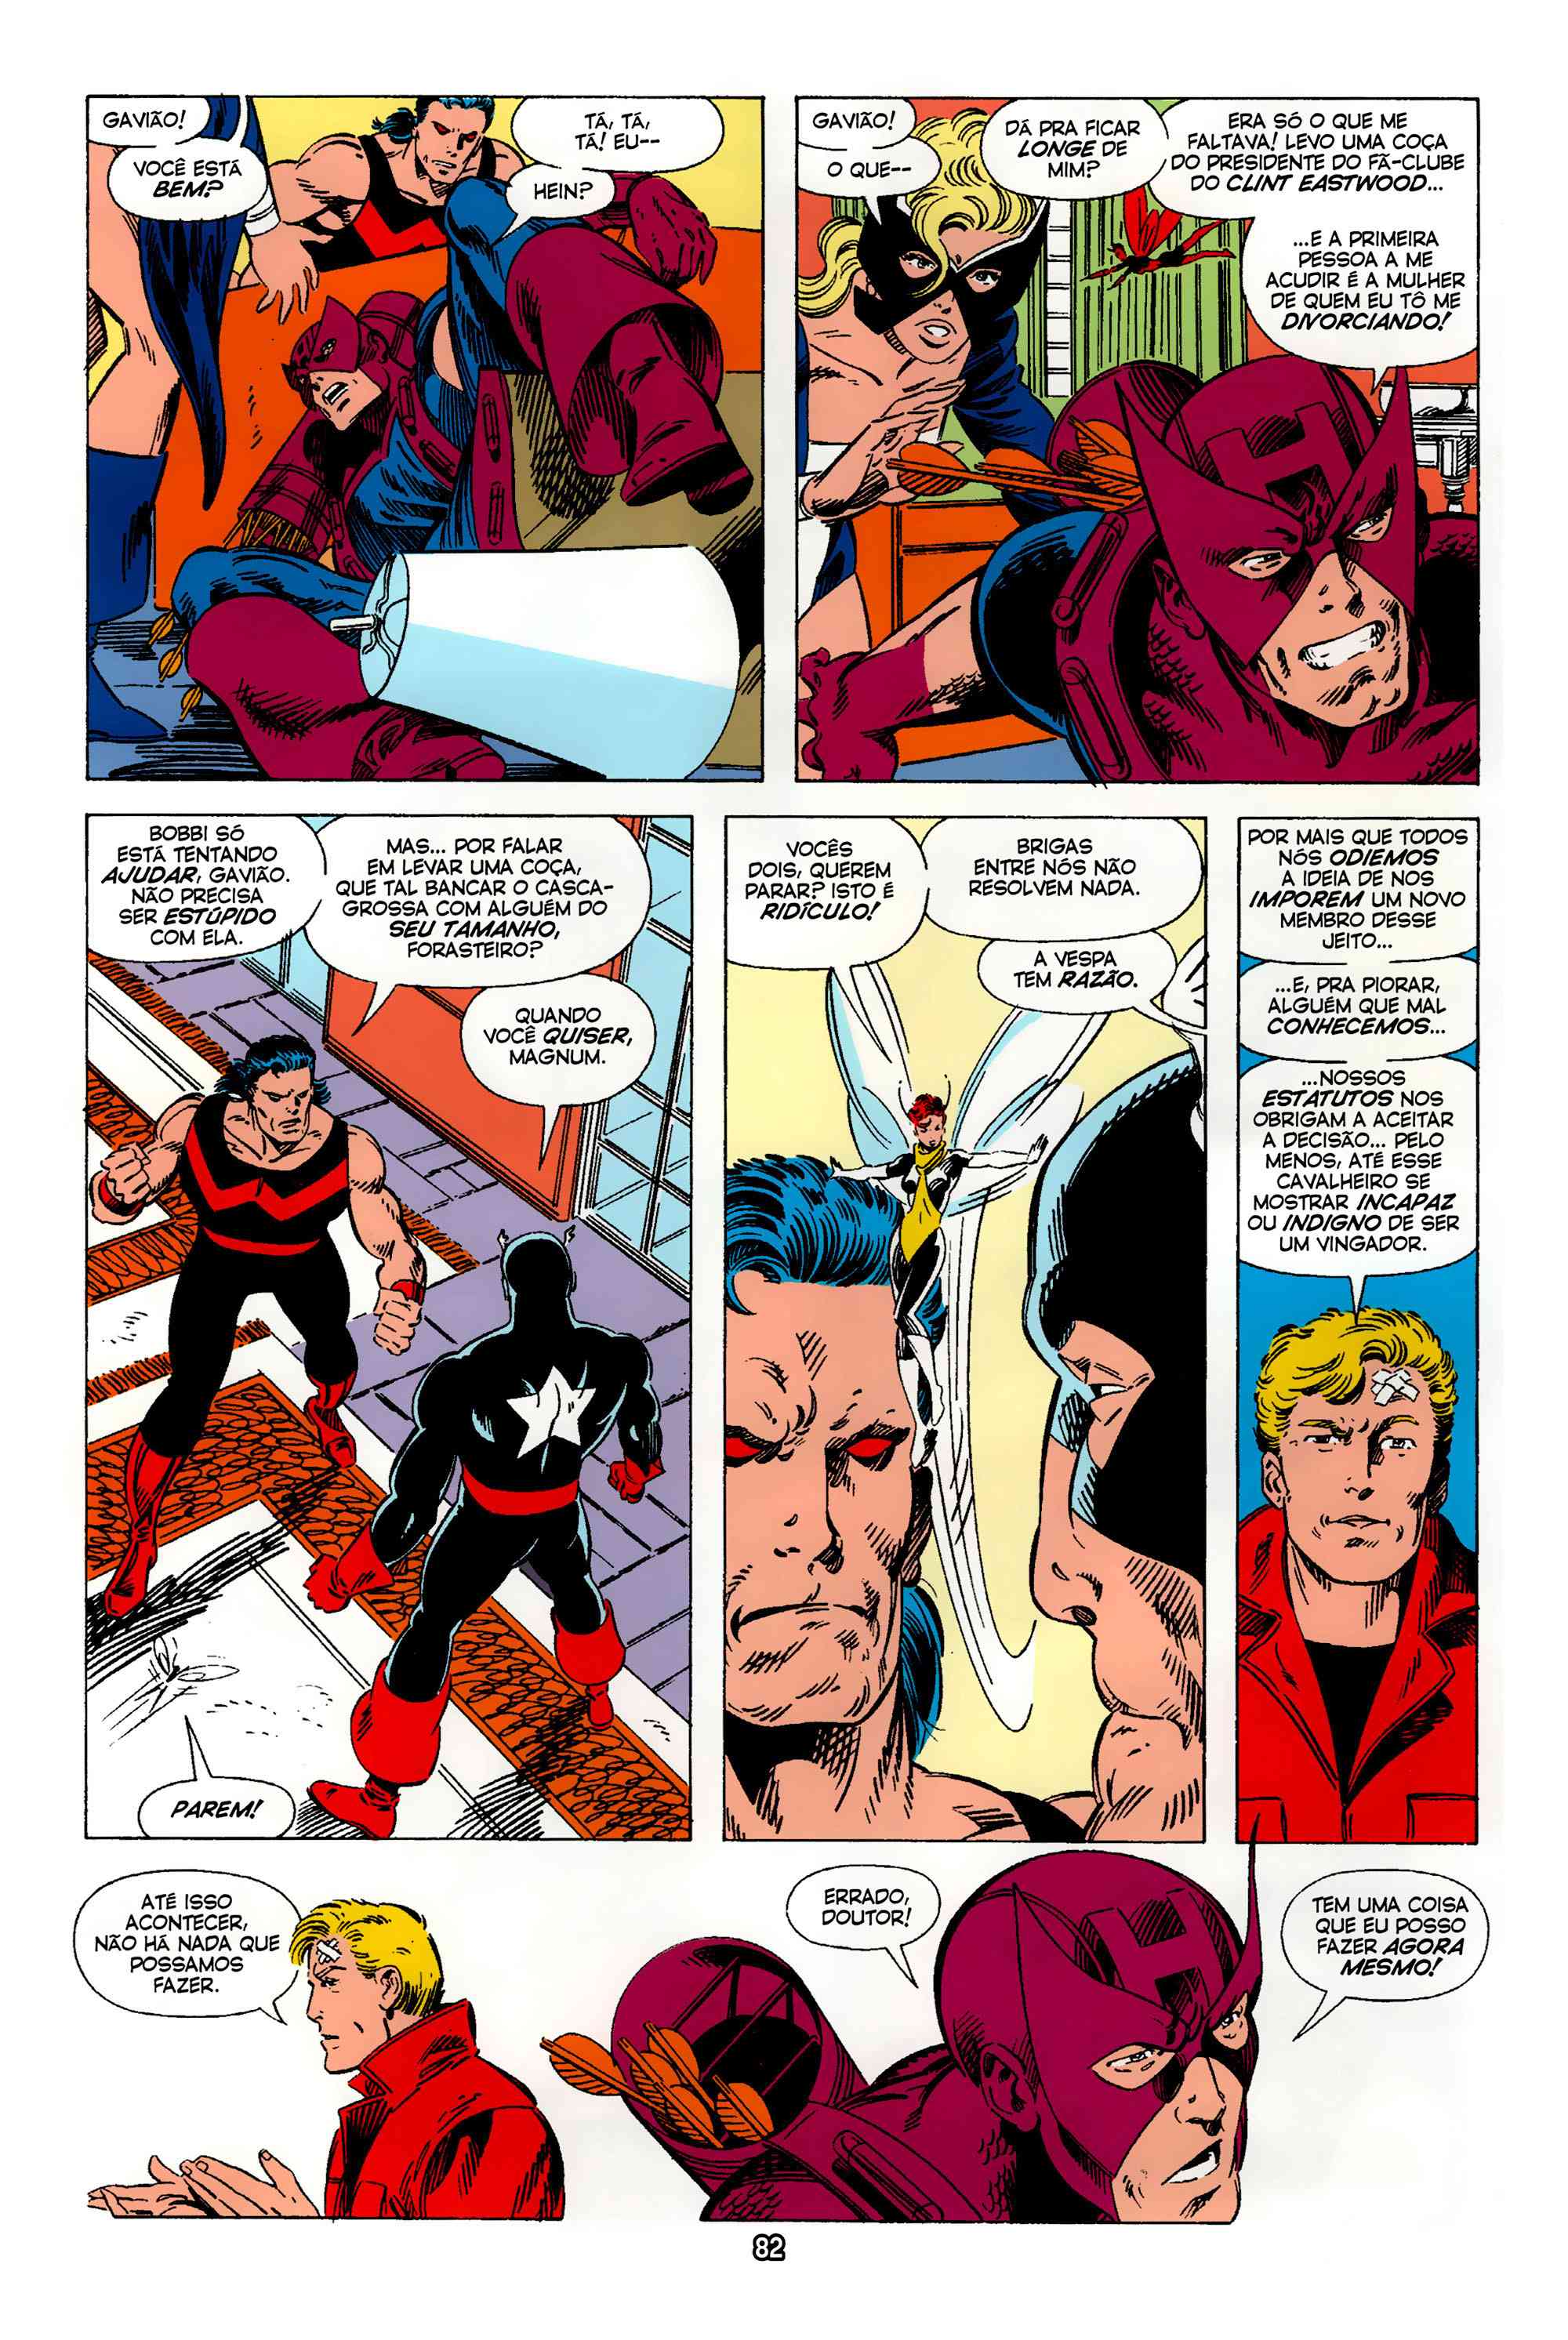 GAVIÃO!
VOCÊ ESTÁ
BEM?
TÁ, TÁ,
TÁ! EU--
HEIN?
GAVIÃO!
O QUE--
DÁ PRA FICAR
LONGE DE
MIM?
ERA SÓ O QUE ME
FALTAVA! LEVO UMA COÇA
DO PRESIDENTE DO FÃ-CLUBE
DO CLINT EASTWOOD...
...E A PRIMEIRA
PESSOA A ME
ACUDIR É A MULHER
DE QUEM EU TÔ ME
DIVORCIANDO!
H
BOBBI SÓ
ESTÁ TENTANDO
AJUDAR, GAVIÃO.
NÃO PRECISA
SER ESTÚPIDO
COM ELA.
MAS... POR FALAR
EM LEVAR UMA COÇA,
QUE TAL BANCAR O CASCA-
GROSSA COM ALGUÉM DO
SEU TAMANHO,
FORASTEIRO?
QUANDO
VOCÊ QUISER,
MAGNUM.
PAREM!
VOCÊS
DOIS, QUEREM
PARAR? ISTO É
RIDÍCULO!
BRIGAS
ENTRE NÓS NÃO
RESOLVEM NADA.
A VESPA
TEM RAZÃO.
POR MAIS QUE TODOS
NÓS ODIEMOS
A IDEIA DE NOS
IMPOREM UM NOVO
MEMBRO DESSE
JEITO...
...E, PRA PIORAR,
ALGUÉM QUE MAL
CONHECEMOS...
...NOSSOS
ESTATUTOS NOS
OBRIGAM A ACEITAR
A DECISÃO... PELO
MENOS, ATÉ ESSE
CAVALHEIRO SE
MOSTRAR INCAPAZ
OU INDIGNO DE SER
UM VINGADOR.
ATÉ ISSO
ACONTECER,
NÃO HÁ NADA QUE
POSSAMOS
FAZER.
ERRADO,
DOUTOR!
H
TEM UMA COISA
QUE EU POSSO
FAZER AGORA
MESMO!
82